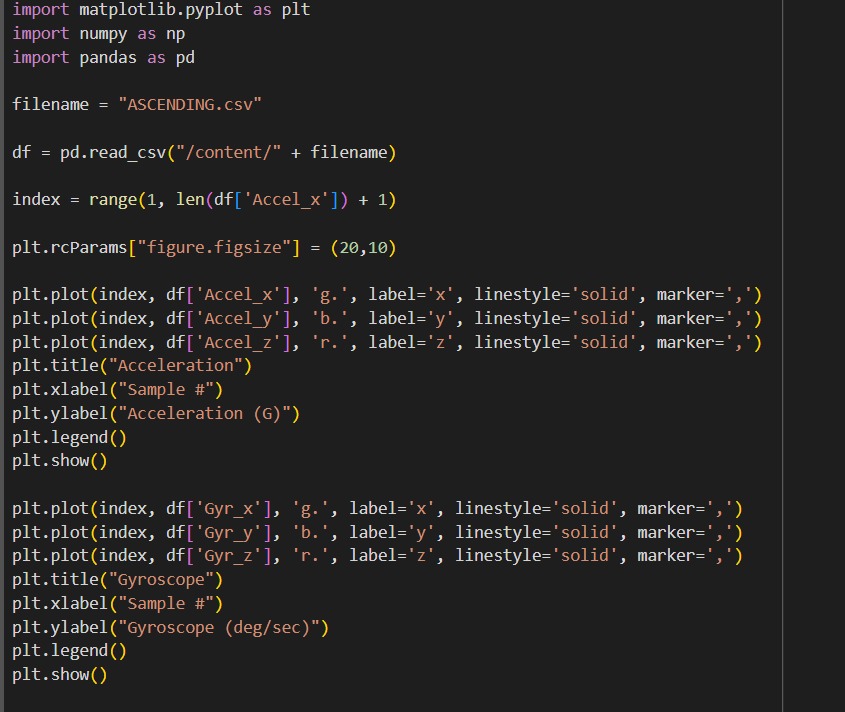 import matplotlib.pyplot as plt
import numpy as np
import pandas as pd
filename = "ASCENDING.csv"
df = pd.read_csv("/content/" + filename)
index = range(1, len(df['Accel_x']) + 1)
plt.rcParams["figure.figsize"] = (20,10)
plt.plot(index, df['Accel_x'], 'g.', label='x', linestyle='solid', marker=',')
plt.plot(index, df['Accel_y'], 'b.', label='y', linestyle='solid', marker=',')
plt.plot(index, df['Accel_z'], 'r.', label='z', linestyle='solid', marker=',')
plt.title("Acceleration")
plt.xlabel("Sample #")
plt.ylabel("Acceleration (G)")
plt.legend()
plt.show()
plt.plot(index, df['Gyr_x'], 'g.', label='x', linestyle='solid', marker=',')
plt.plot(index, df['Gyr_y'], 'b.', label='y', linestyle='solid', marker=',')
plt.plot(index, df['Gyr_z'], 'r.', label='z', linestyle='solid', marker=',')
plt.title("Gyroscope")
plt.xlabel("Sample #")
plt.ylabel("Gyroscope (deg/sec)")
plt.legend()
plt.show()